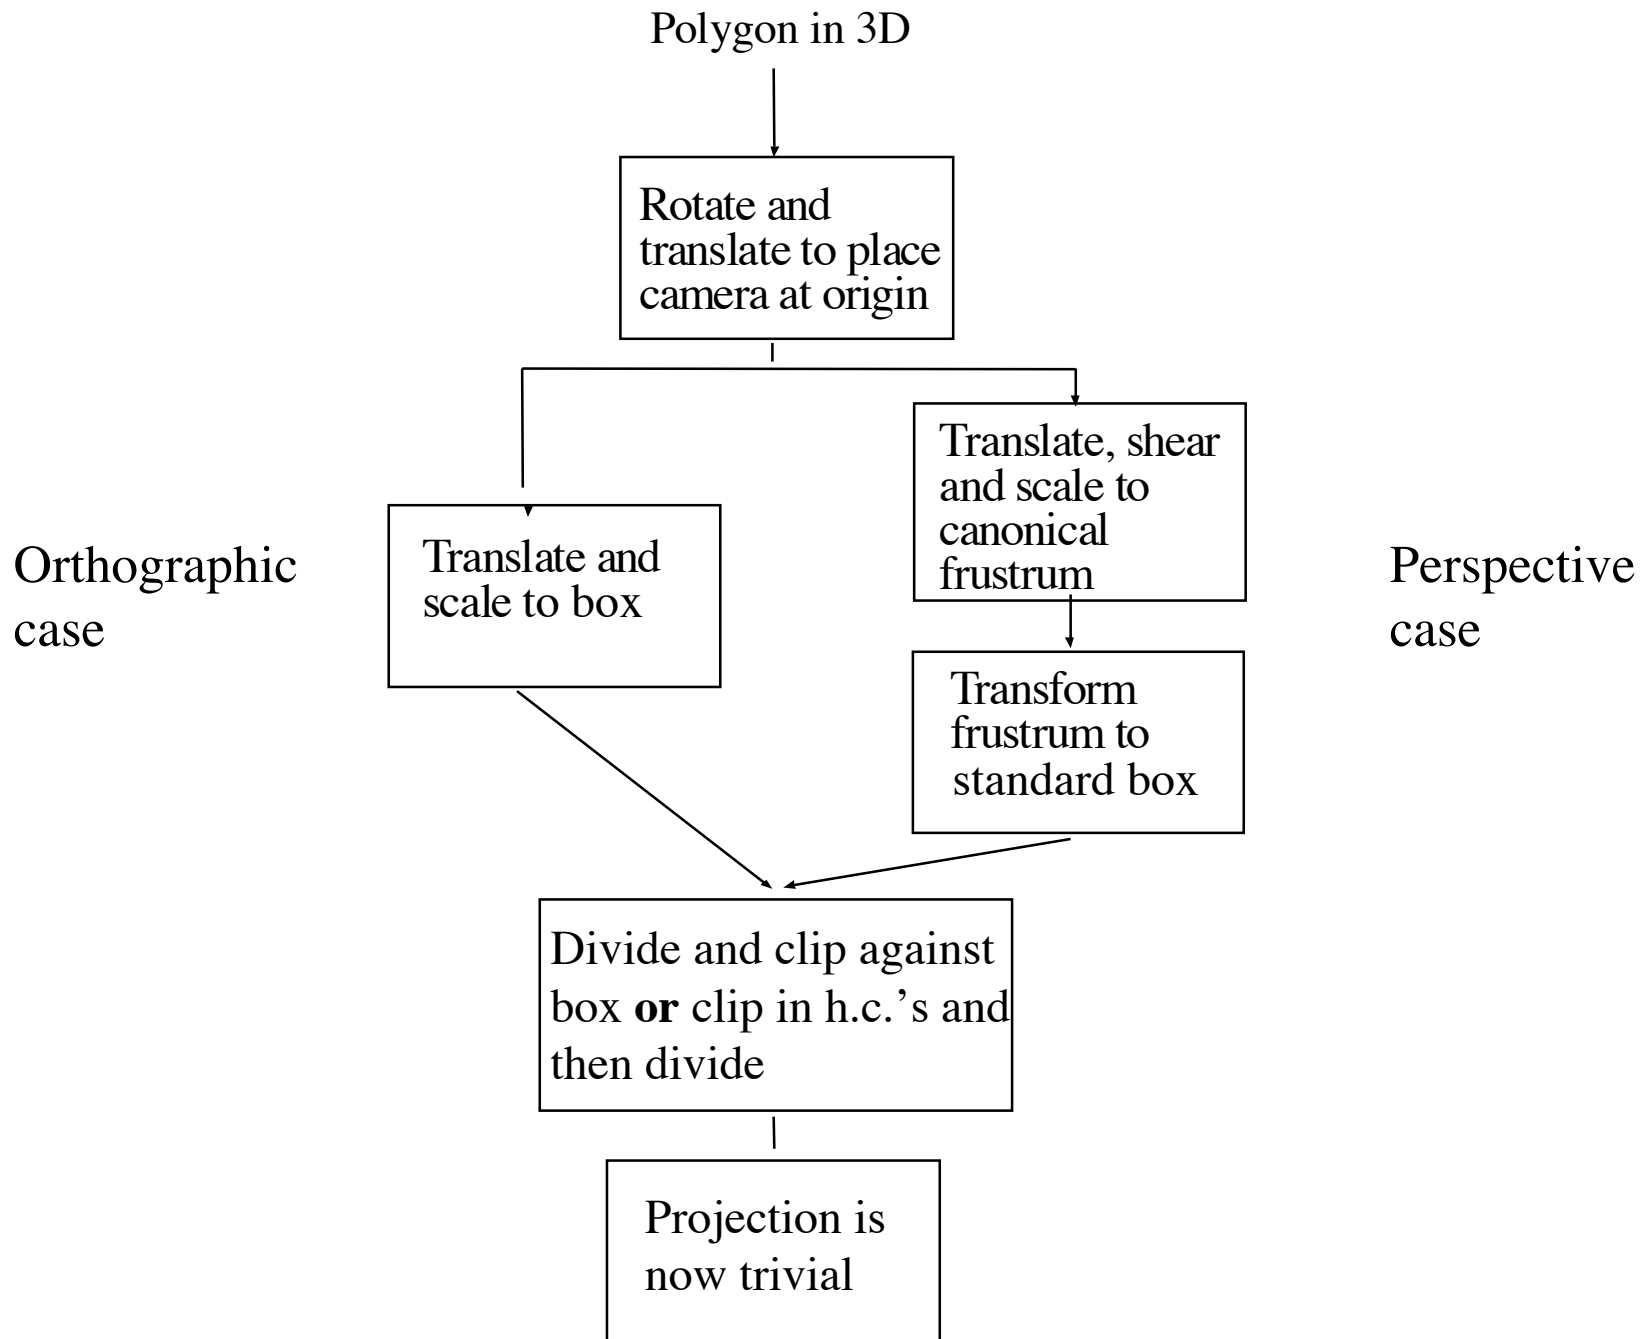 Polygon in 3D
Rotate and
translate to place
camera at origin
Orthographic
case
Translate and
scale to box
Translate, shear
and scale to
canonical
frustrum
Perspective
case
Transform
frustrum to
standard box
Divide and clip against
box or clip in h.c.’s and
then divide
Projection is
now trivial